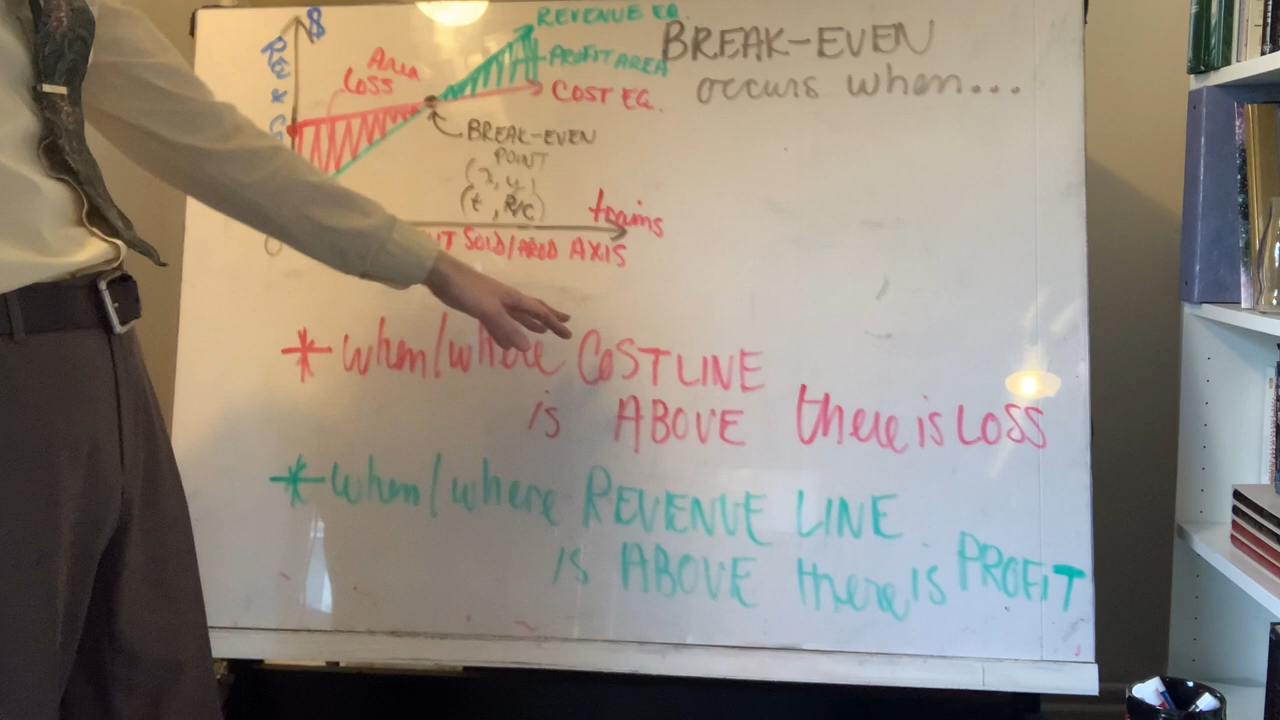 $
REVENUE EQ.
Area
Loss
PROFIT AREA
COST EQ.
BREAK-EVEN
occurs when...
BREAK-EVEN
POINT
(x, y)
(t, R/C)
trains
SOLD/PROD AXIS
* when/where COST LINE
is ABOVE there is LOSS
* when/where REVENUE LINE
is ABOVE there is PROFIT